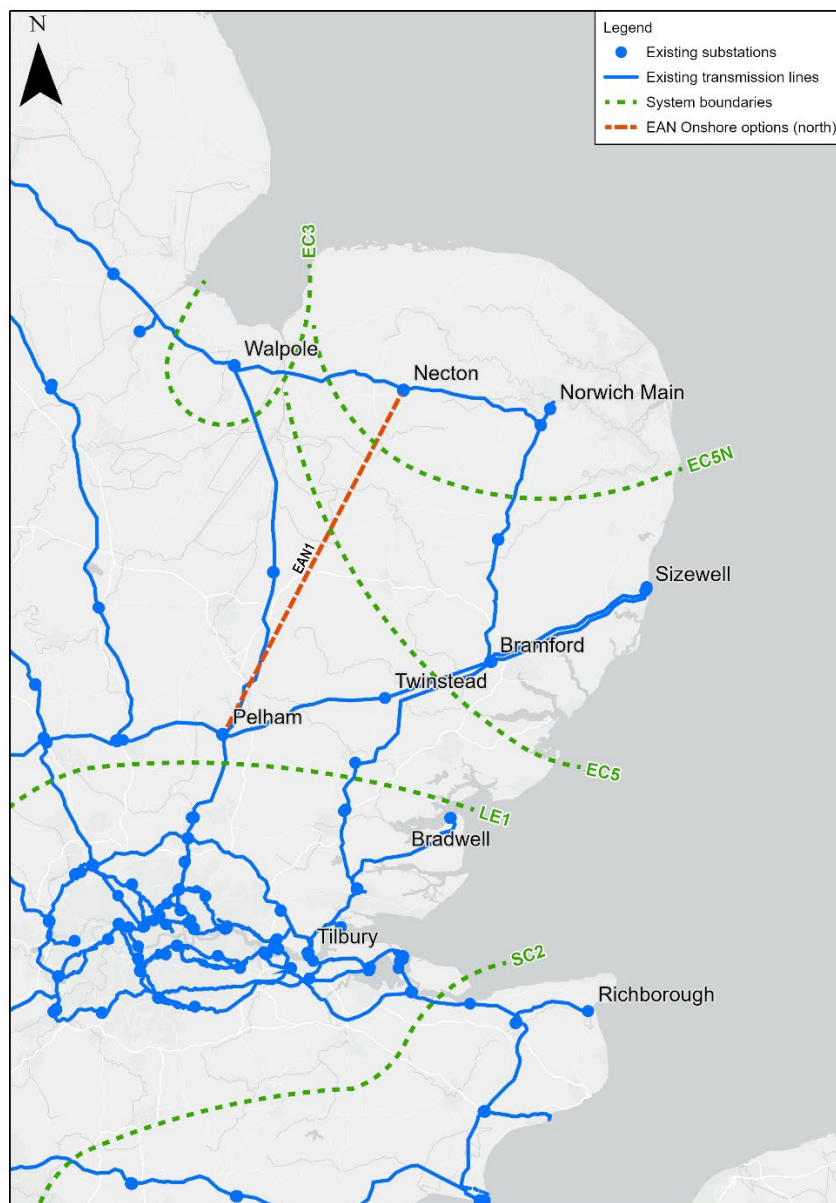 N
Legend
Existing substations
Existing transmission lines
System boundaries
EAN Onshore options (north)
EC3
Walpole
Necton
Norwich Main
EC5N
EAN1
Sizewell
Bramford
Twinstead
Pelham
EC5
LE1
Bradwell
Tilbury
SC2
Richborough